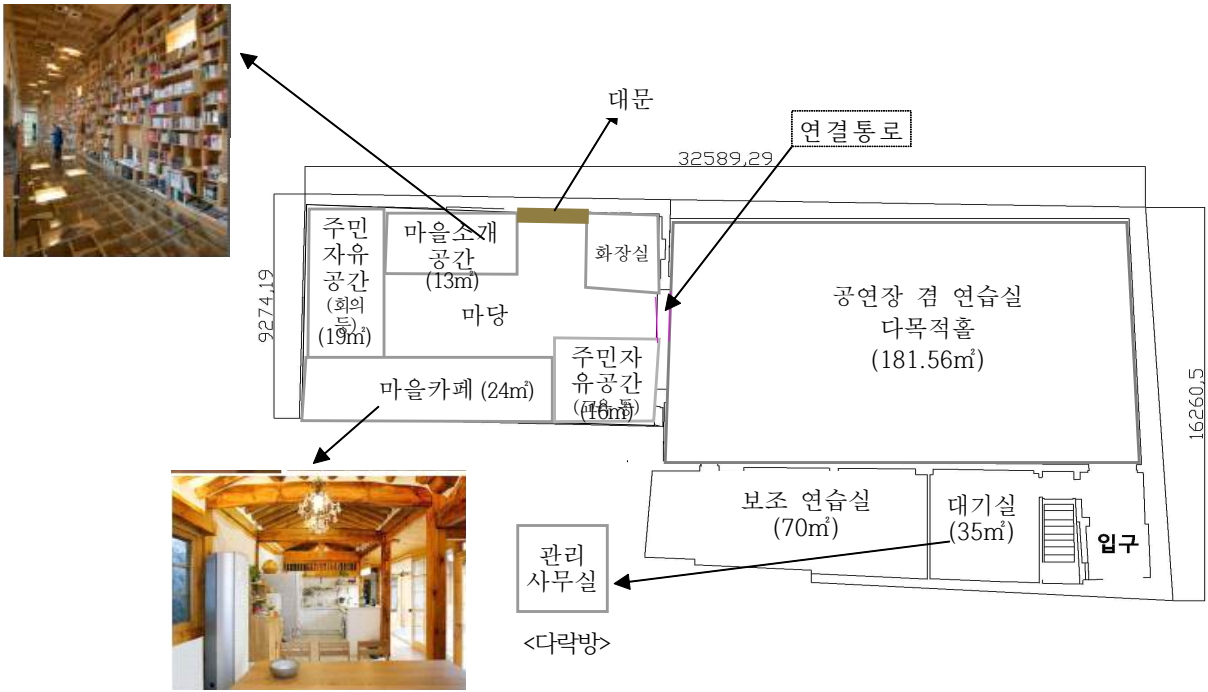 대문
연결통로
32589,29
9274,19
16260,5
주민
자유
공간
(회의
등)
(19㎡)
마을소개
공간
(13㎡)
화장실
마당
마을카페 (24㎡)
주민자
유공간
(16㎡)
공연장 겸 연습실
다목적홀
(181.56㎡)
보조 연습실
(70㎡)
대기실
(35㎡)
입구
관리
사무실
<다락방>